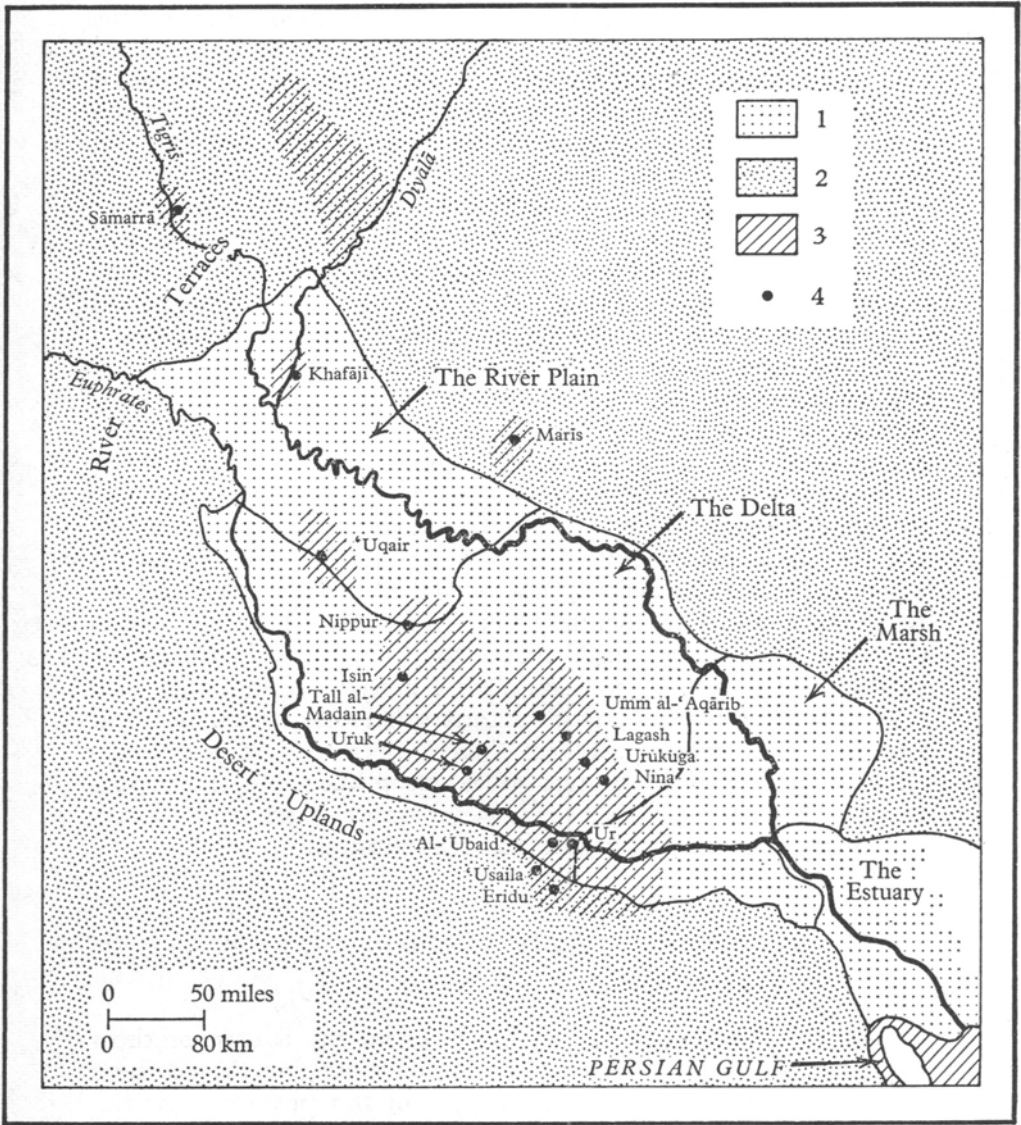 Tigris
Diyālā
1
2
3
4
Sāmarrā
Terraces
Khafājī
The River Plain
Euphrates
River
Marīs
The Delta
‘Uqair
The
Marsh
Nippur
Isin
Tall al-
Madain
Uruk
Umm al-‘Aqārib
Lagash
Urukuga
Nina
Desert
Uplands
Ur
Al-‘Ubaid
‘Usaila
Eridu
The
Estuary
0 50 miles
0 80 km
PERSIAN GULF